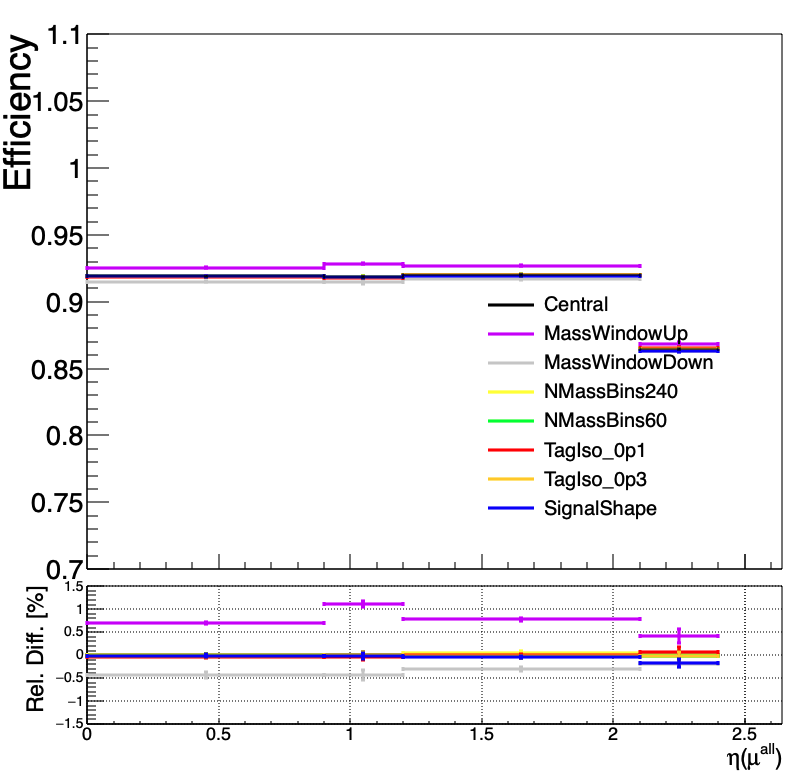 Efficiency
1.1
1.05
1
0.95
0.9
0.85
0.8
0.75
0.7
Central
MassWindowUp
MassWindowDown
NMassBins240
NMassBins60
TagIso_0p1
TagIso_0p3
SignalShape
Rel. Diff. [%]
1.5
1
0.5
0
−0.5
−1
−1.5
0 0.5 1 1.5 2 2.5
η(μ^all)